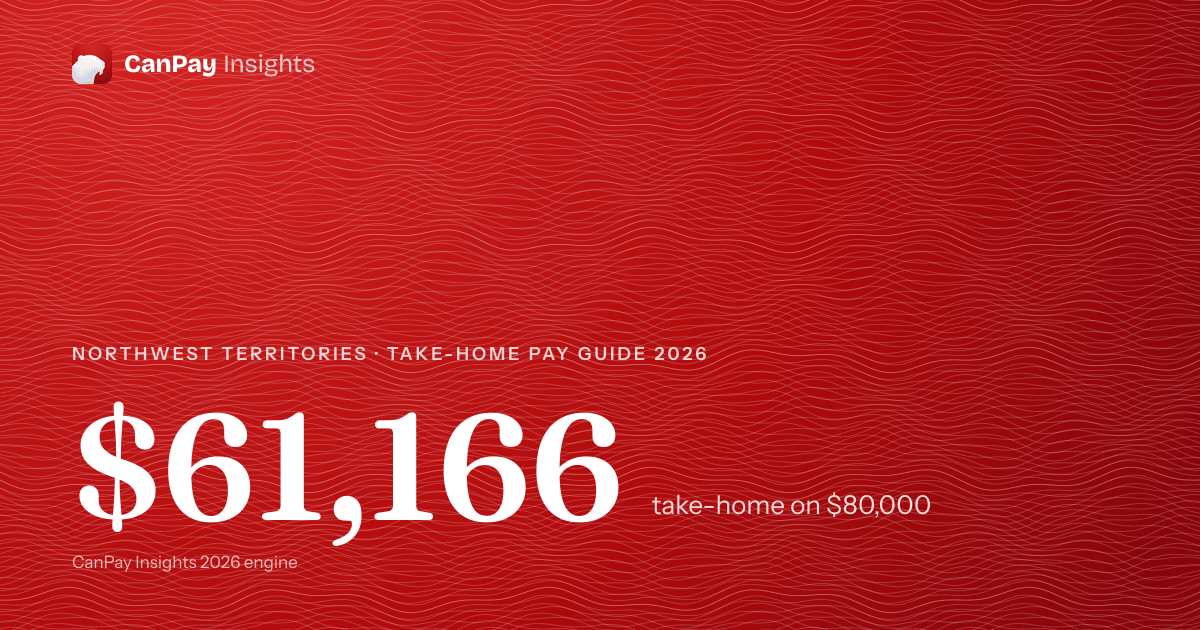 CanPay Insights
NORTHWEST TERRITORIES · TAKE-HOME PAY GUIDE 2026
$61,166 take-home on $80,000
CanPay Insights 2026 engine